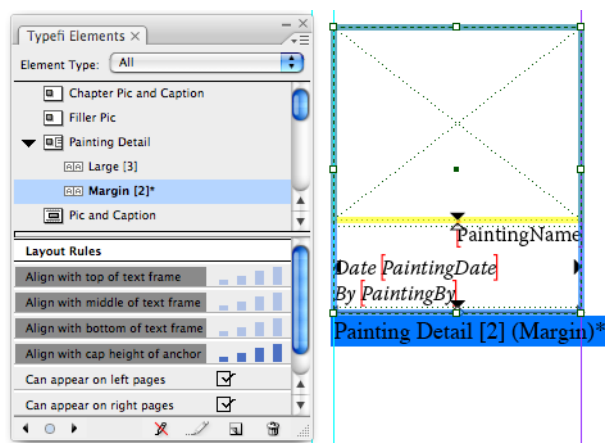 Typefi Elements ×
Element Type: All
Chapter Pic and Caption
Filler Pic
Painting Detail
Large [3]
Margin [2]*
Pic and Caption
Layout Rules
Align with top of text frame
Align with middle of text frame
Align with bottom of text frame
Align with cap height of anchor
Can appear on left pages
Can appear on right pages
PaintingName
Date [PaintingDate]
By [PaintingBy]
Painting Detail [2] (Margin)*